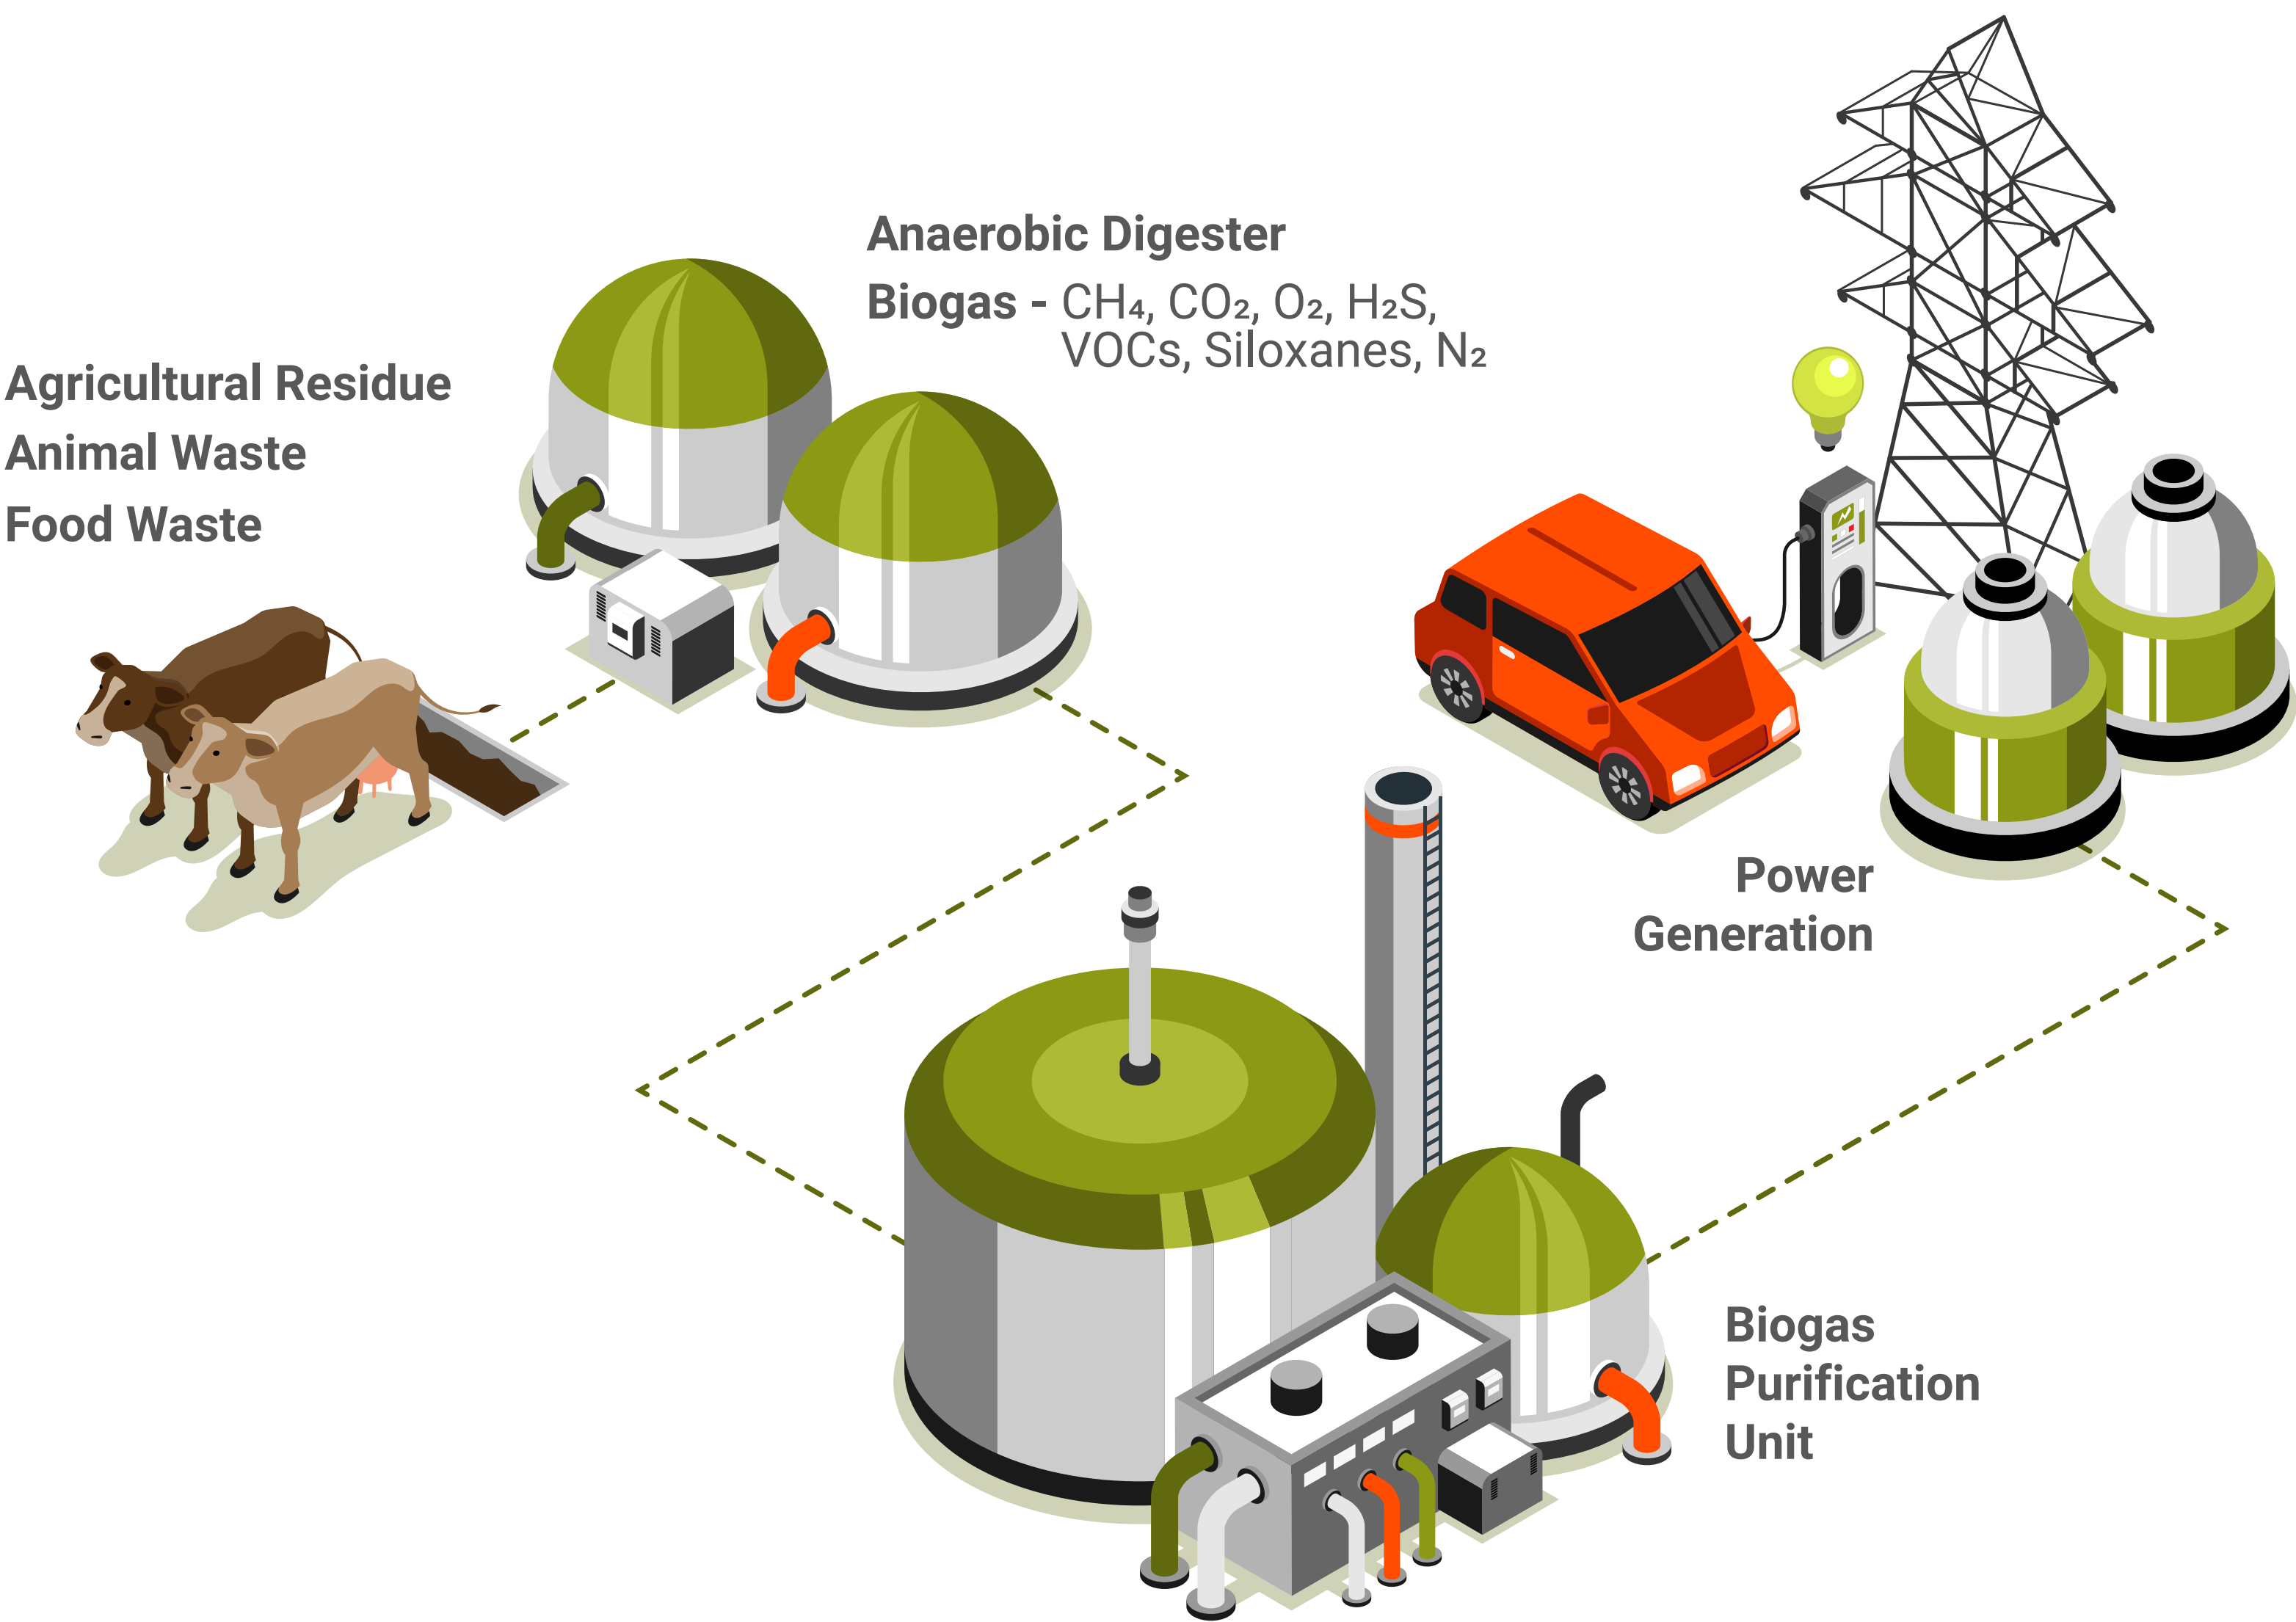 Agricultural Residue
Animal Waste
Food Waste
Anaerobic Digester
Biogas - CH₄, CO₂, O₂, H₂S,
VOCs, Siloxanes, N₂
Power
Generation
Biogas
Purification
Unit